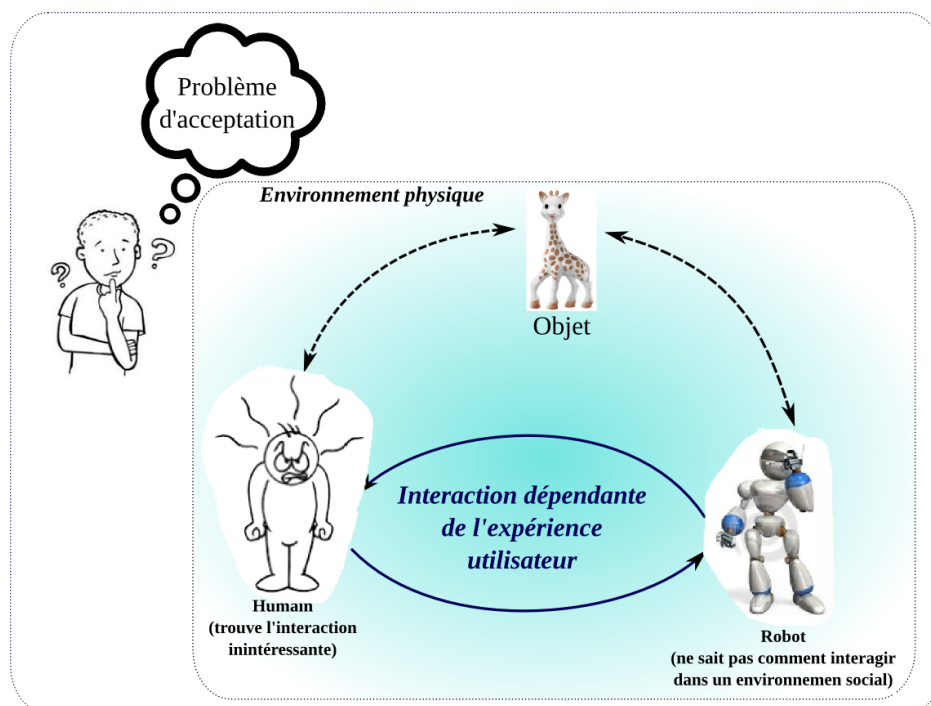 Problème
d'acceptation
Environnement physique
?
?
Objet
Interaction dépendante
de l'expérience
utilisateur
Humain
(trouve l'interaction
inintéressante)
Robot
(ne sait pas comment interagir
dans un environnemen social)